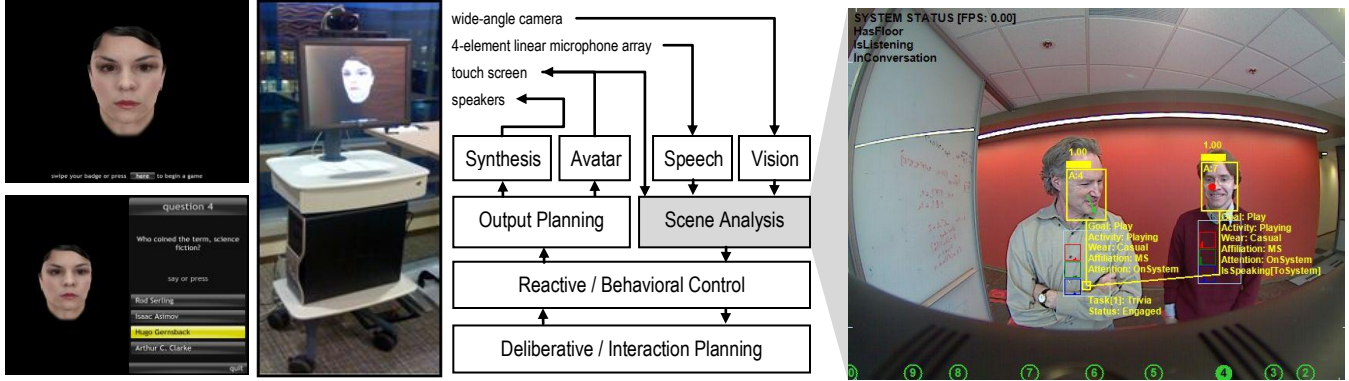 swipe your badge or press here to begin a game
question 4
Who coined the term, science
fiction?
say or press
Rod Serling
Isaac Asimov
Hugo Gernsback
Arthur C. Clarke
quit
wide-angle camera
4-element linear microphone array
touch screen
speakers
Synthesis
Avatar
Speech
Vision
Output Planning
Scene Analysis
Reactive / Behavioral Control
Deliberative / Interaction Planning
SYSTEM STATUS [FPS: 0.00]
HasFloor
IsListening
InConversation
1.00
A:4
Goal: Play
Activity: Playing
Wear: Casual
Affiliation: MS
Attention: OnSystem
Task[1]: Trivia
Status: Engaged
1.00
A:7
Goal: Play
Activity: Playing
Wear: Casual
Affiliation: MS
Attention: OnSystem
IsSpeaking[ToSystem]
0 9 8 7 6 5 4 3 2